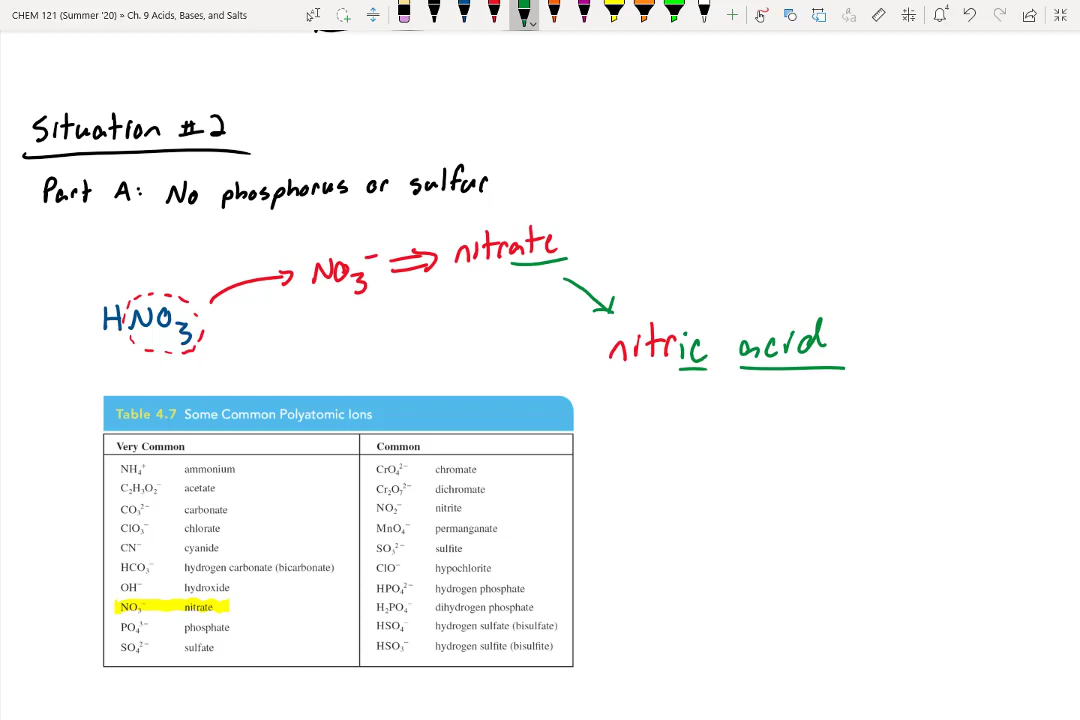 CHEM 121 (Summer '20) » Ch. 9 Acids, Bases, and Salts
Situation #2
Part A: No phosphorus or sulfur
HNO₃
NO₃⁻ ⇒ nitrate
nitric acid
Table 4.7 Some Common Polyatomic Ions
Very Common Common
NH₄⁺ ammonium CrO₄²⁻ chromate
C₂H₃O₂⁻ acetate Cr₂O₇²⁻ dichromate
CO₃²⁻ carbonate NO₂⁻ nitrite
ClO₃⁻ chlorate MnO₄⁻ permanganate
CN⁻ cyanide SO₃²⁻ sulfite
HCO₃⁻ hydrogen carbonate (bicarbonate) ClO⁻ hypochlorite
OH⁻ hydroxide HPO₄²⁻ hydrogen phosphate
NO₃⁻ nitrate H₂PO₄⁻ dihydrogen phosphate
PO₄³⁻ phosphate HSO₄⁻ hydrogen sulfate (bisulfate)
SO₄²⁻ sulfate HSO₃⁻ hydrogen sulfite (bisulfite)